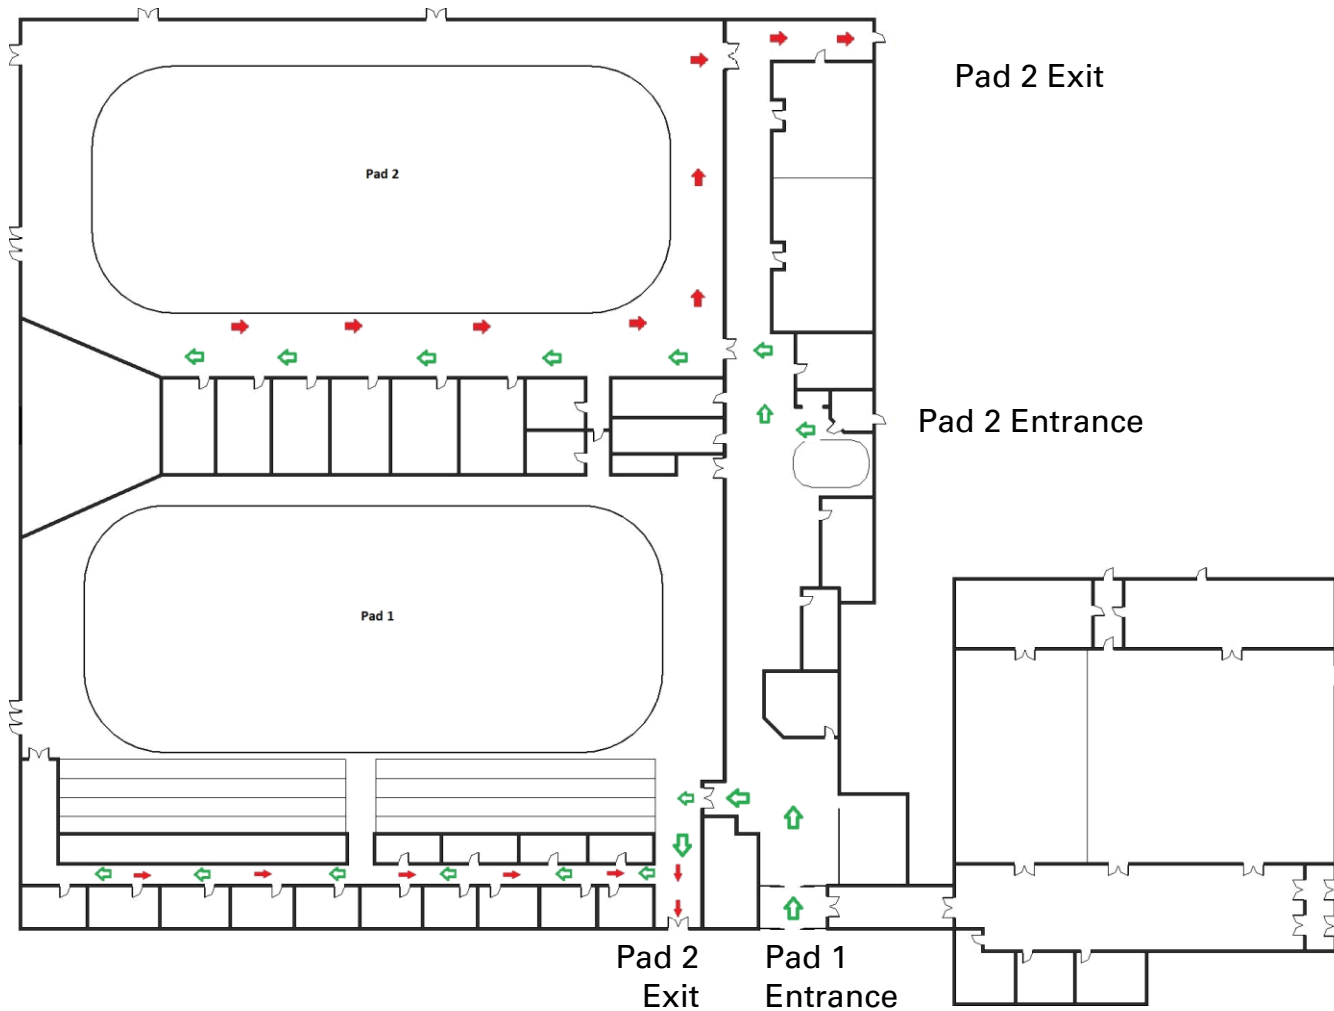 Pad 2 Exit
Pad 2
Pad 2 Entrance
Pad 1
Pad 2
Exit
Pad 1
Entrance